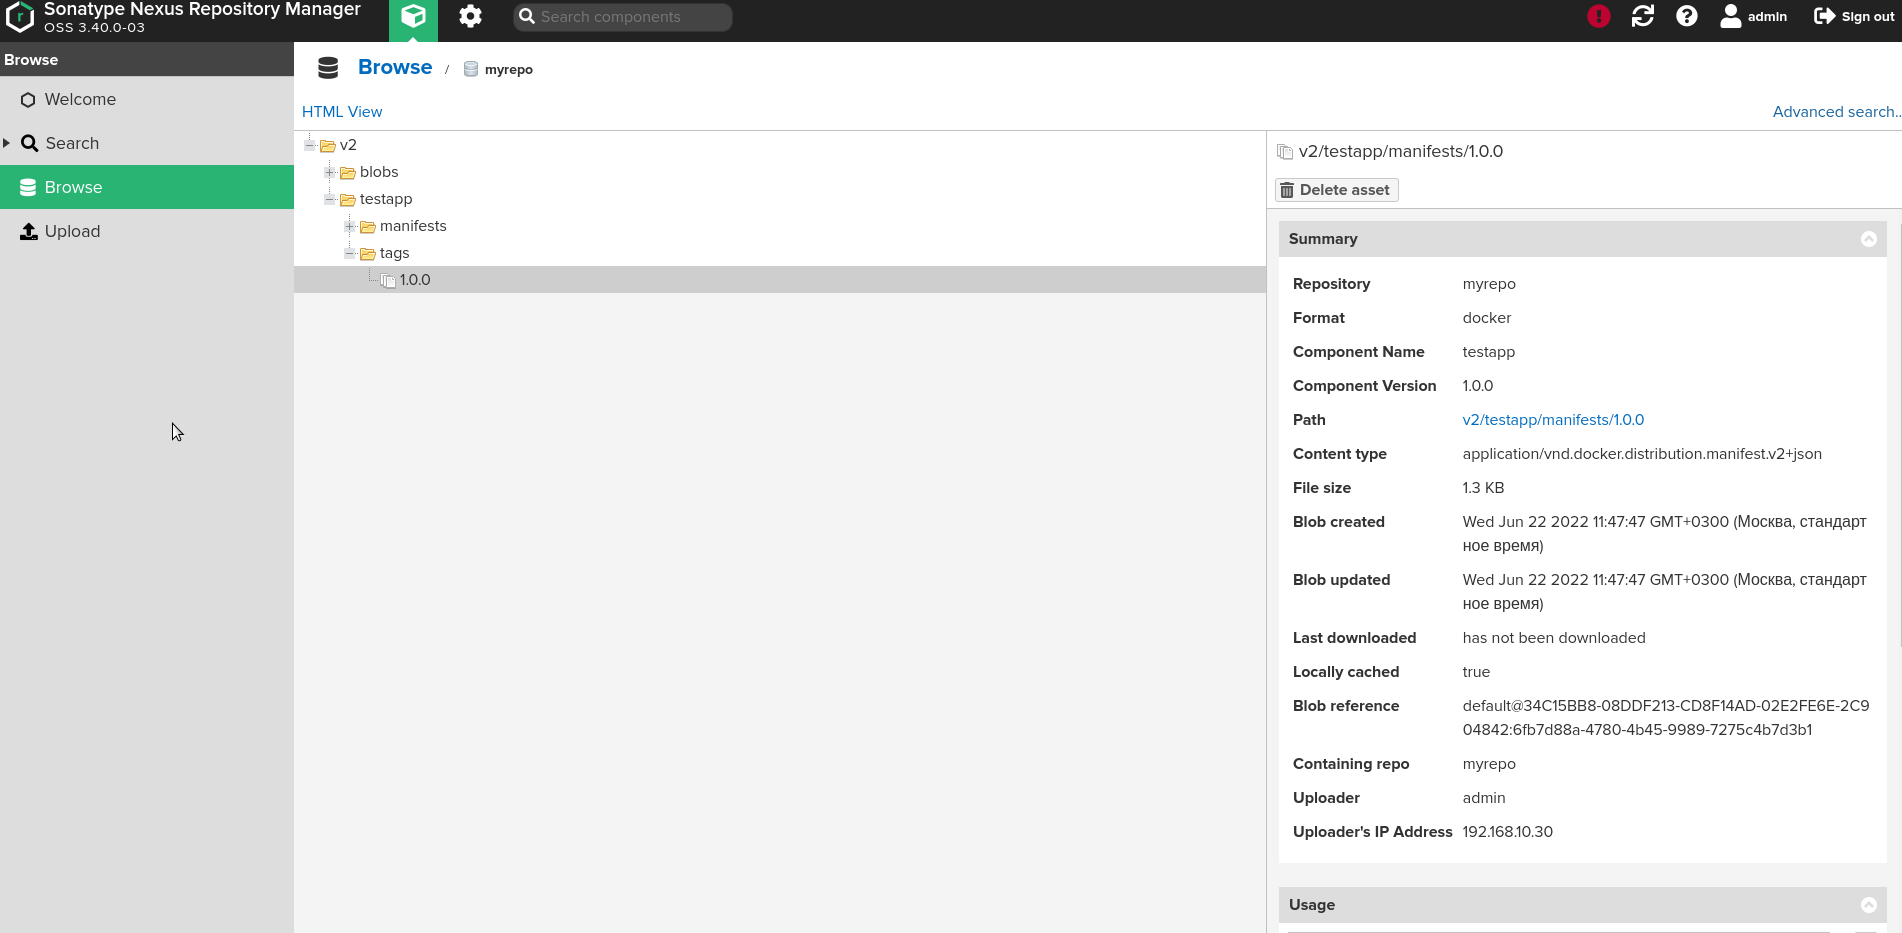 Sonatype Nexus Repository Manager
OSS 3.40.0-03
Search components
admin
Sign out
Browse
Welcome
Search
Browse
Upload
Browse / myrepo
HTML View
Advanced search..
v2
blobs
testapp
manifests
tags
1.0.0
v2/testapp/manifests/1.0.0
Delete asset
Summary
Repository myrepo
Format docker
Component Name testapp
Component Version 1.0.0
Path v2/testapp/manifests/1.0.0
Content type application/vnd.docker.distribution.manifest.v2+json
File size 1.3 KB
Blob created Wed Jun 22 2022 11:47:47 GMT+0300 (Москва, стандарт
ное время)
Blob updated Wed Jun 22 2022 11:47:47 GMT+0300 (Москва, стандарт
ное время)
Last downloaded has not been downloaded
Locally cached true
Blob reference default@34C15BB8-08DDF213-CD8F14AD-02E2FE6E-2C9
04842:6fb7d88a-4780-4b45-9989-7275c4b7d3b1
Containing repo myrepo
Uploader admin
Uploader's IP Address 192.168.10.30
Usage